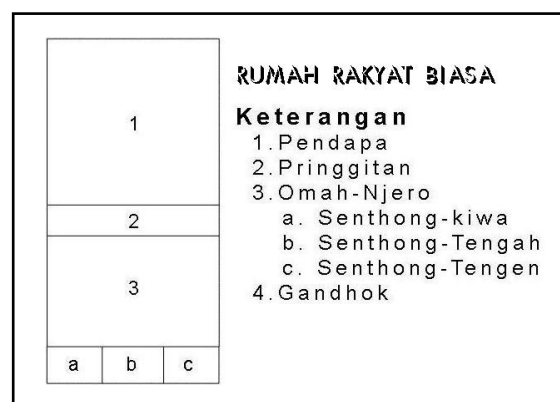 1
2
3
a b c
RUMAH RAKYAT BIASA
Keterangan
1.Pendapa
2.Pringgitan
3.Omah-Njero
a. Senthong-kiwa
b. Senthong-Tengah
c. Senthong-Tengen
4.Gandhok